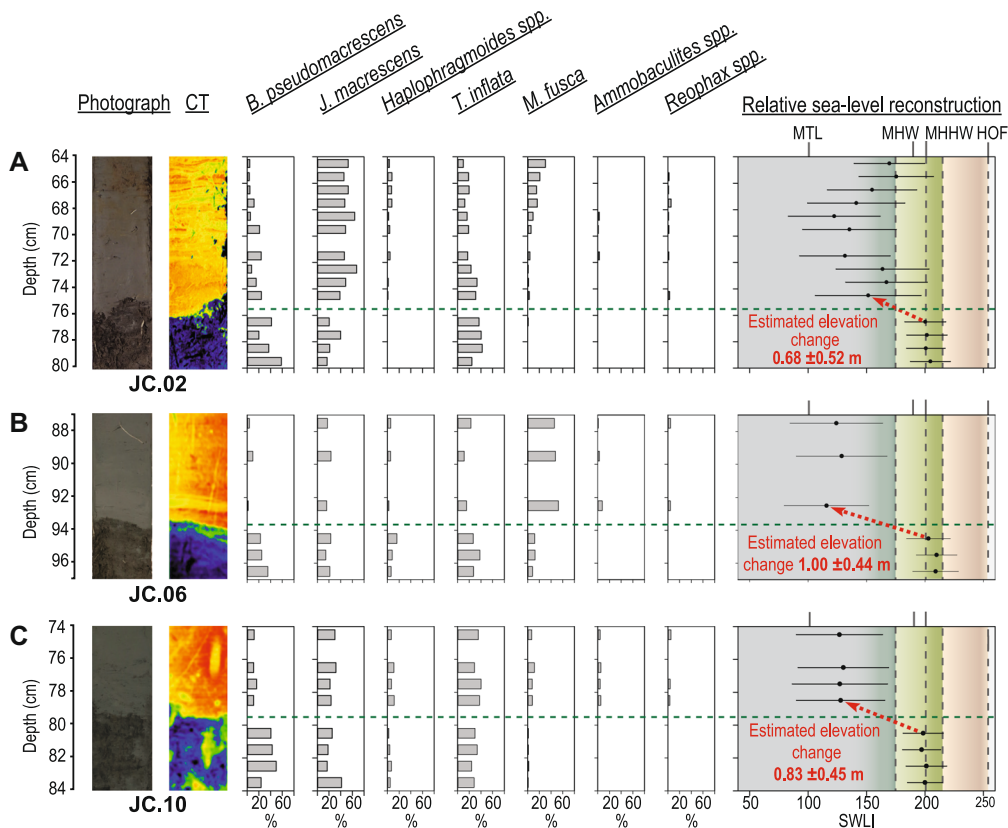 B. pseudomacrescens
J. macrescens
Haplophragmoides spp.
T. inflata
M. fusca
Ammobaculites spp.
Reophax spp.
Photograph CT Relative sea-level reconstruction
MTL MHW MHHW HOF
A
64
66
68
70
72
74
76
78
80
Depth (cm)
Estimated elevation
change
0.68 ±0.52 m
JC.02
B
88
90
92
94
96
Depth (cm)
Estimated elevation
change 1.00 ±0.44 m
JC.06
C
74
76
78
80
82
84
Depth (cm)
Estimated elevation
change
0.83 ±0.45 m
JC.10
20 60 20 60 20 60 20 60 20 60 20 60 20 60 50 100 150 200 250
% % % % % % % SWLI